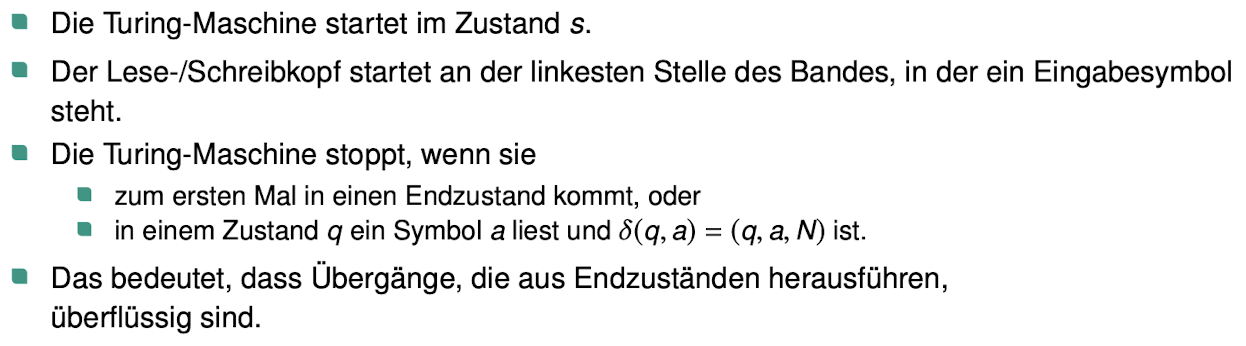 Die Turing-Maschine startet im Zustand s.
Der Lese-/Schreibkopf startet an der linkesten Stelle des Bandes, in der ein Eingabesymbol
steht.
Die Turing-Maschine stoppt, wenn sie
zum ersten Mal in einen Endzustand kommt, oder
in einem Zustand q ein Symbol a liest und δ(q, a) = (q, a, N) ist.
Das bedeutet, dass Übergänge, die aus Endzuständen herausführen,
überflüssig sind.